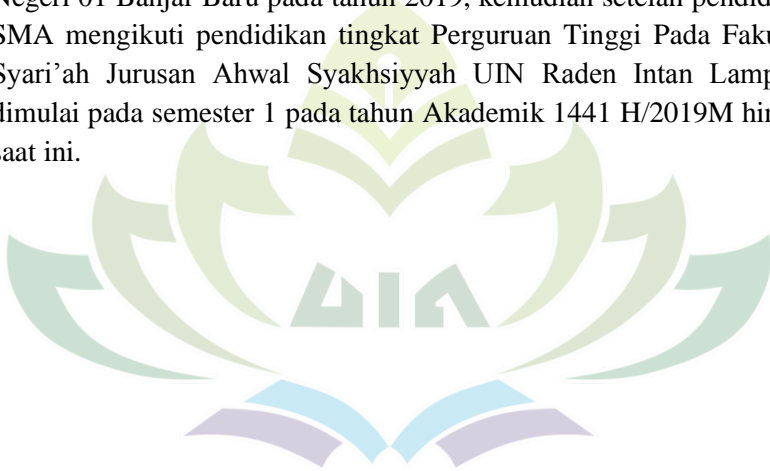 Negeri 01 Banjar Baru pada tahun 2019, kemudian setelah pendid
SMA mengikuti pendidikan tingkat Perguruan Tinggi Pada Faku
Syari’ah Jurusan Ahwal Syakhsiyyah UIN Raden Intan Lamp
dimulai pada semester 1 pada tahun Akademik 1441 H/2019M hin
saat ini.
UIN